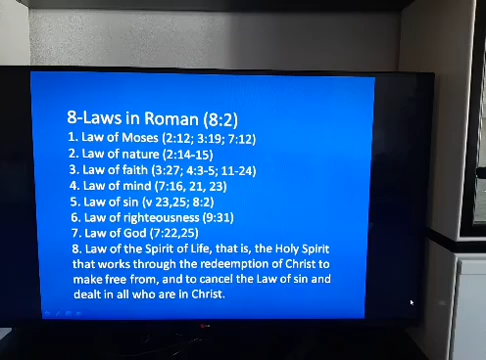 8-Laws in Roman (8:2)
1. Law of Moses (2:12; 3:19; 7:12)
2. Law of nature (2:14-15)
3. Law of faith (3:27; 4:3-5; 11-24)
4. Law of mind (7:16, 21, 23)
5. Law of sin (v 23,25; 8:2)
6. Law of righteousness (9:31)
7. Law of God (7:22,25)
8. Law of the Spirit of Life, that is, the Holy Spirit
that works through the redeemption of Christ to
make free from, and to cancel the Law of sin and
dealt in all who are in Christ.
LG